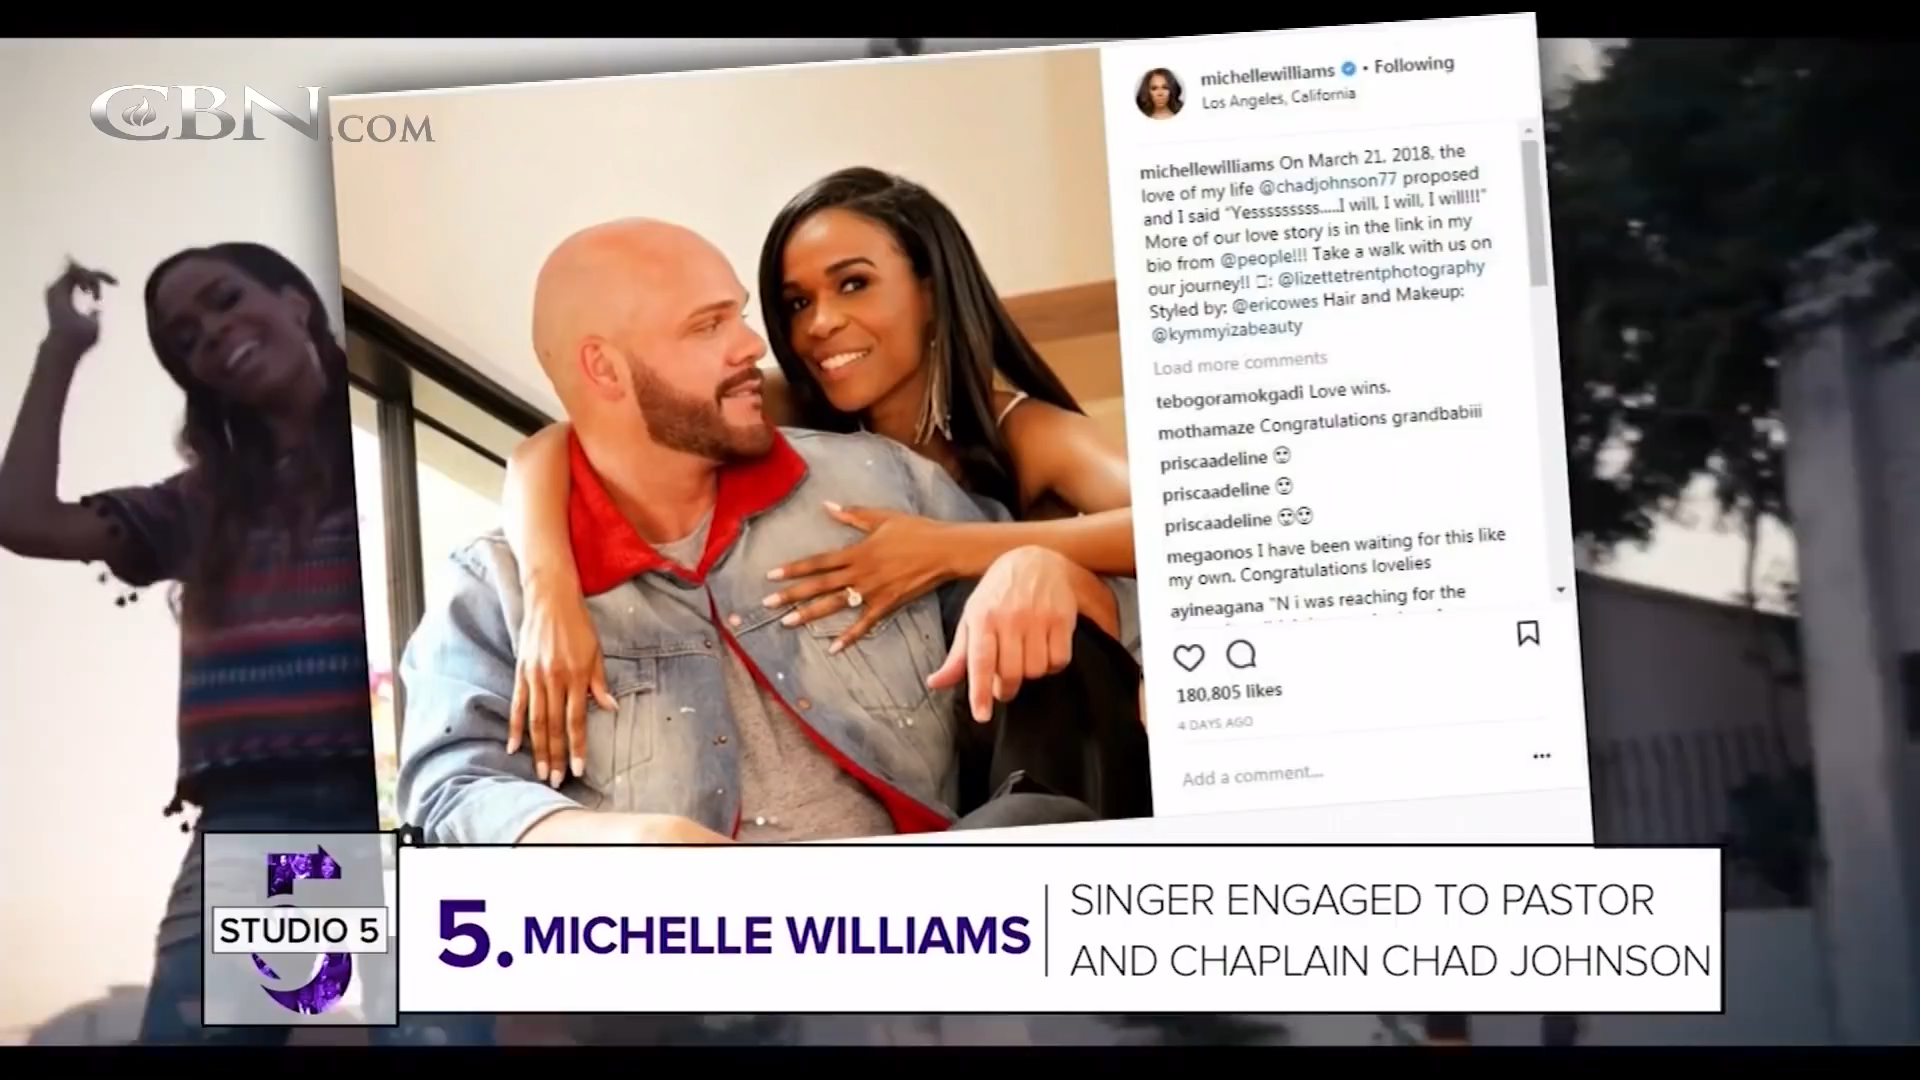 CBN.COM
michellewilliams • Following
Los Angeles, California
michellewilliams On March 21, 2018, the
love of my life @chadjohnson77 proposed
and I said "Yesssssssss.....I will, I will, I will!!!"
More of our love story is in the link in my
bio from @people!!! Take a walk with us on
our journey!! : @lizettetrentphotography
Styled by: @ericowes Hair and Makeup:
@kymmyizabeauty
Load more comments
tebogoramokgadi Love wins.
mothamaze Congratulations grandbabiii
priscaadeline
priscaadeline
priscaadeline
megaonos I have been waiting for this like
my own. Congratulations lovelies
ayineagana "N i was reaching for the
180,805 likes
4 DAYS AGO
Add a comment...
5
STUDIO 5
5. MICHELLE WILLIAMS
SINGER ENGAGED TO PASTOR
AND CHAPLAIN CHAD JOHNSON